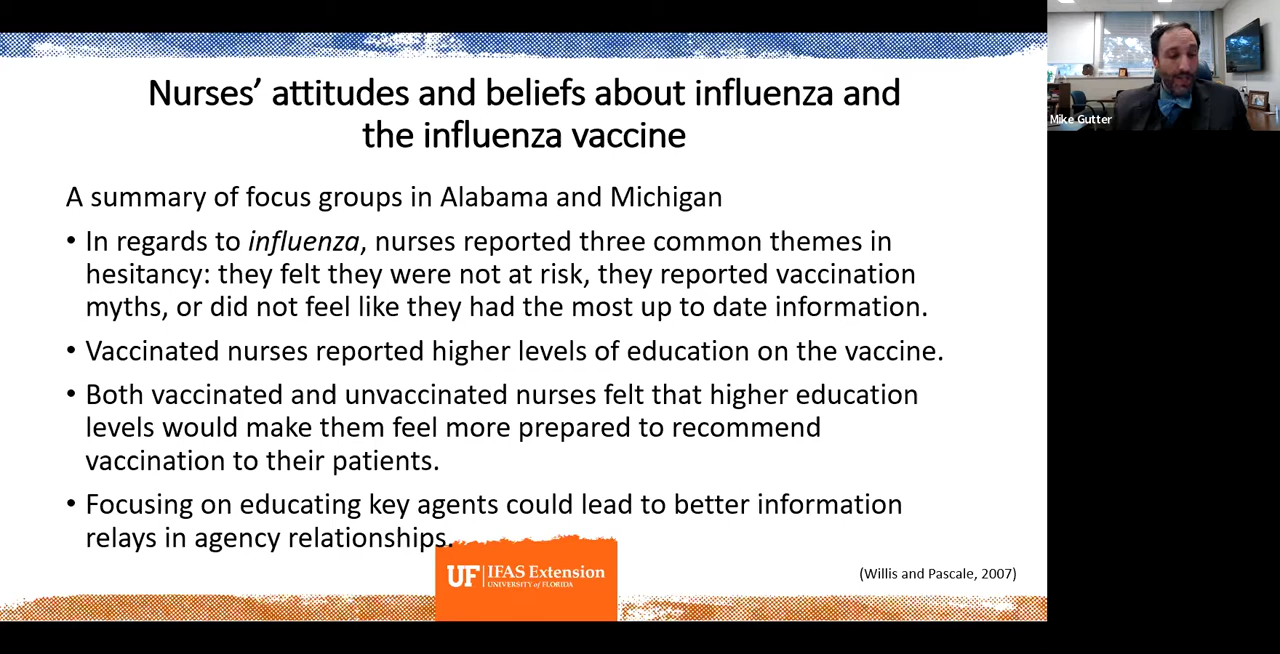 Nurses' attitudes and beliefs about influenza and
the influenza vaccine
A summary of focus groups in Alabama and Michigan
• In regards to influenza, nurses reported three common themes in
hesitancy: they felt they were not at risk, they reported vaccination
myths, or did not feel like they had the most up to date information.
• Vaccinated nurses reported higher levels of education on the vaccine.
• Both vaccinated and unvaccinated nurses felt that higher education
levels would make them feel more prepared to recommend
vaccination to their patients.
• Focusing on educating key agents could lead to better information
relays in agency relationships.
UF IFAS Extension
UNIVERSITY of FLORIDA
(Willis and Pascale, 2007)
Mike Gutter